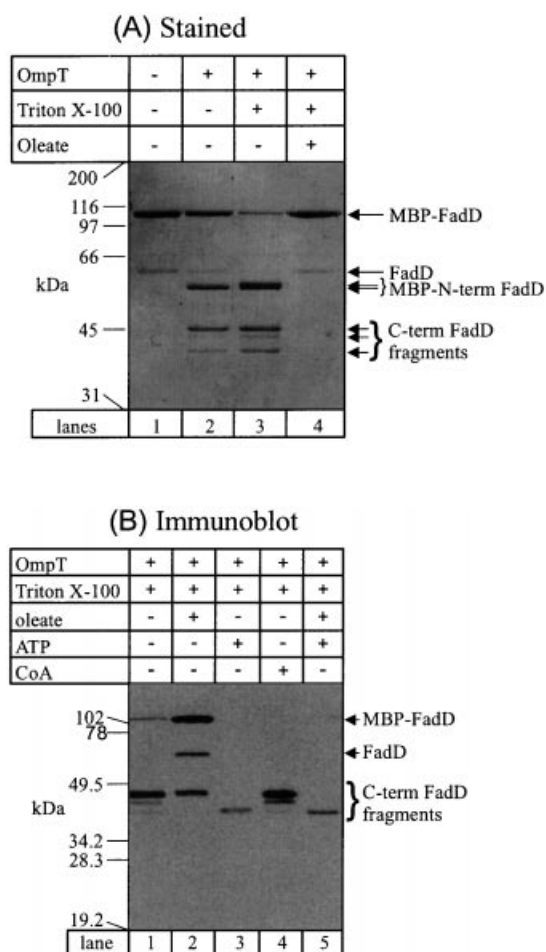 (A) Stained
OmpT - + + +
Triton X-100 - - + +
Oleate - - - +
200
116
97
66
kDa
45
31
MBP-FadD
FadD
MBP-N-term FadD
C-term FadD
fragments
lanes 1 2 3 4
(B) Immunoblot
OmpT + + + + +
Triton X-100 + + + + +
oleate - + - - +
ATP - - + - +
CoA - - - + -
102
78
49.5
kDa
34.2
28.3
19.2
MBP-FadD
FadD
C-term FadD
fragments
lane 1 2 3 4 5